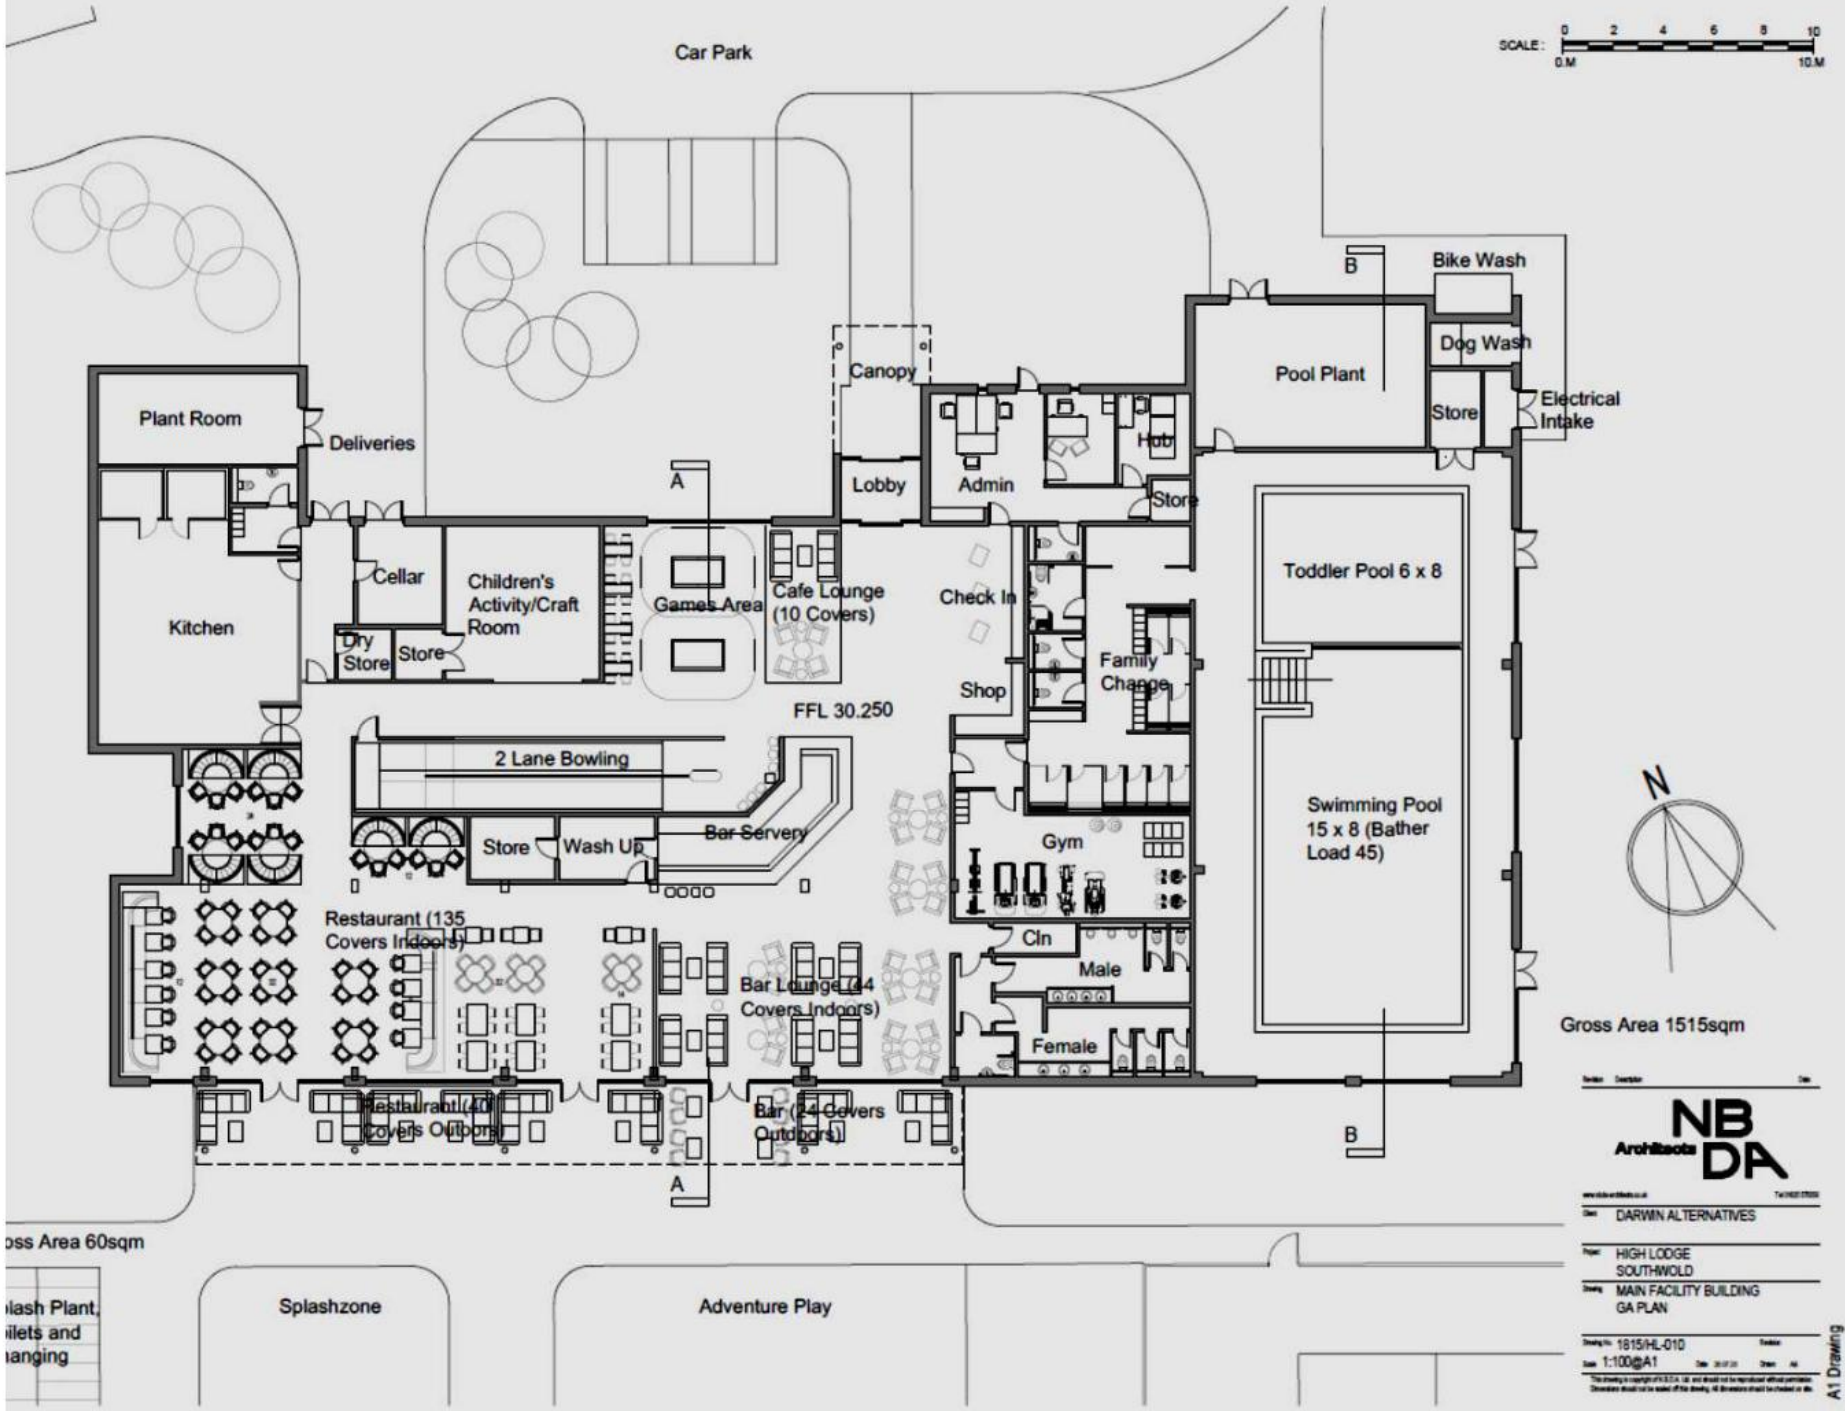 Car Park
SCALE :
0 2 4 6 8 10
0.M 10.M
B
Bike Wash
Dog Wash
Canopy
Pool Plant
Plant Room
Store
Electrical
Intake
Deliveries
Hub
A
Lobby
Admin
Store
Cellar
Children's
Activity/Craft
Room
Games Area
Cafe Lounge
(10 Covers)
Check In
Toddler Pool 6 x 8
Kitchen
Dry
Store
Store
Family
Change
Shop
FFL 30.250
2 Lane Bowling
N
Swimming Pool
15 x 8 (Bather
Load 45)
Store
Wash Up
Bar Servery
Gym
Restaurant (135
Covers Indoors)
Cln
Male
Bar Lounge (44
Covers Indoors)
Female
Gross Area 1515sqm
Restaurant (40
Covers Outoors)
Bar (24 Covers
Outdoors)
B
A
NB
DA
Architects
DARWIN ALTERNATIVES
Project HIGH LODGE
SOUTHWOLD
Drawing MAIN FACILITY BUILDING
GA PLAN
Drawing No. 1815/HL-010
Scale 1:100@A1
A1 Drawing
oss Area 60sqm
lash Plant,
ilets and
hanging
Splashzone
Adventure Play